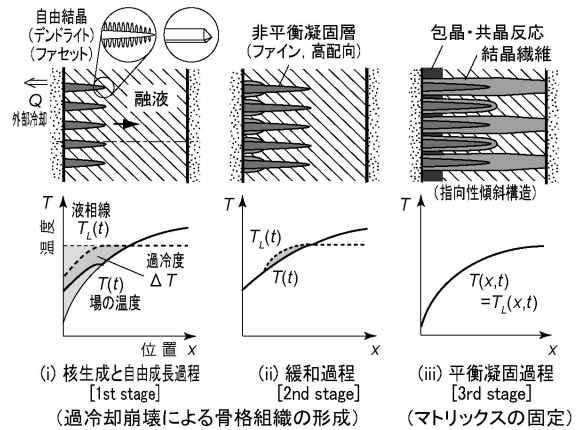 自由結晶
(デンドライト)
(ファセット)
非平衡凝固層
(ファイン, 高配向)
包晶・共晶反応
結晶繊維
Q
外部冷却
融液
(指向性傾斜構造)
T
温度
液相線
T_L(t)
過冷度
ΔT
T(t)
場の温度
位置 x
T
T_L(t)
T(t)
x
T
T(x,t)
=T_L(x,t)
x
(i) 核生成と自由成長過程
[1st stage]
(ii) 緩和過程
[2nd stage]
(iii) 平衡凝固過程
[3rd stage]
(過冷却崩壊による骨格組織の形成)
(マトリックスの固定)